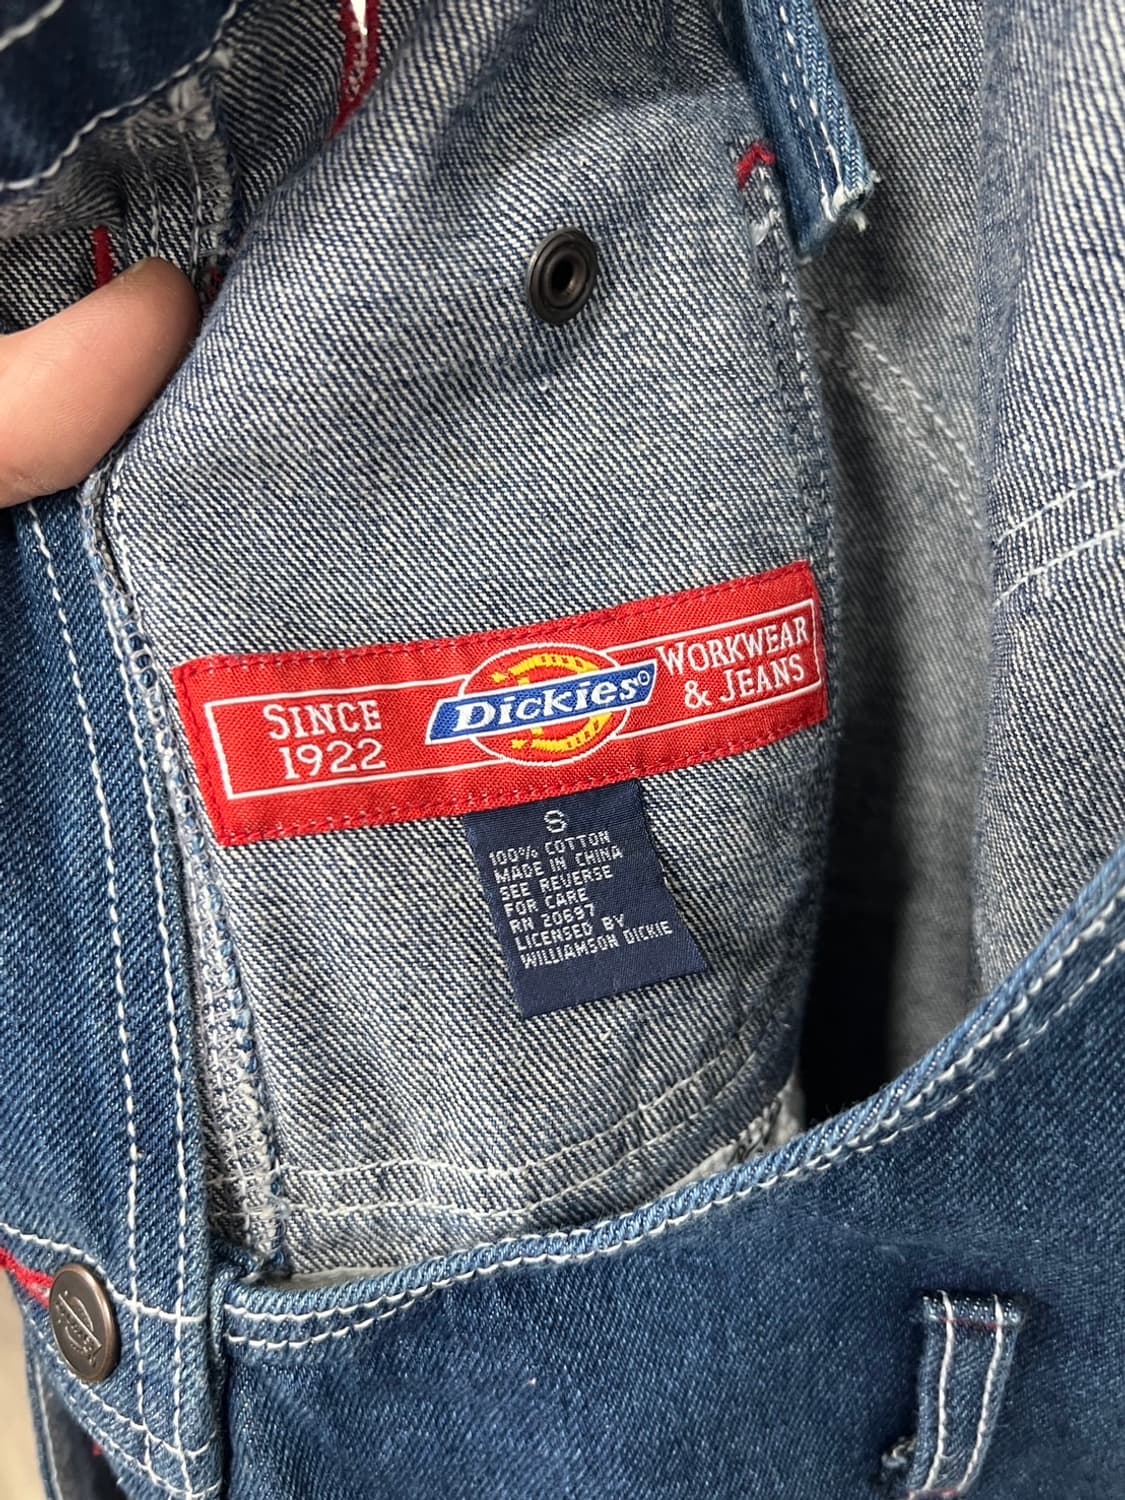 SINCE
1922
Dickies©
WORKWEAR
& JEANS
S
100% COTTON
MADE IN CHINA
SEE REVERSE
FOR CARE
RN 20697
LICENSED BY
WILLIAMSON DICKIE